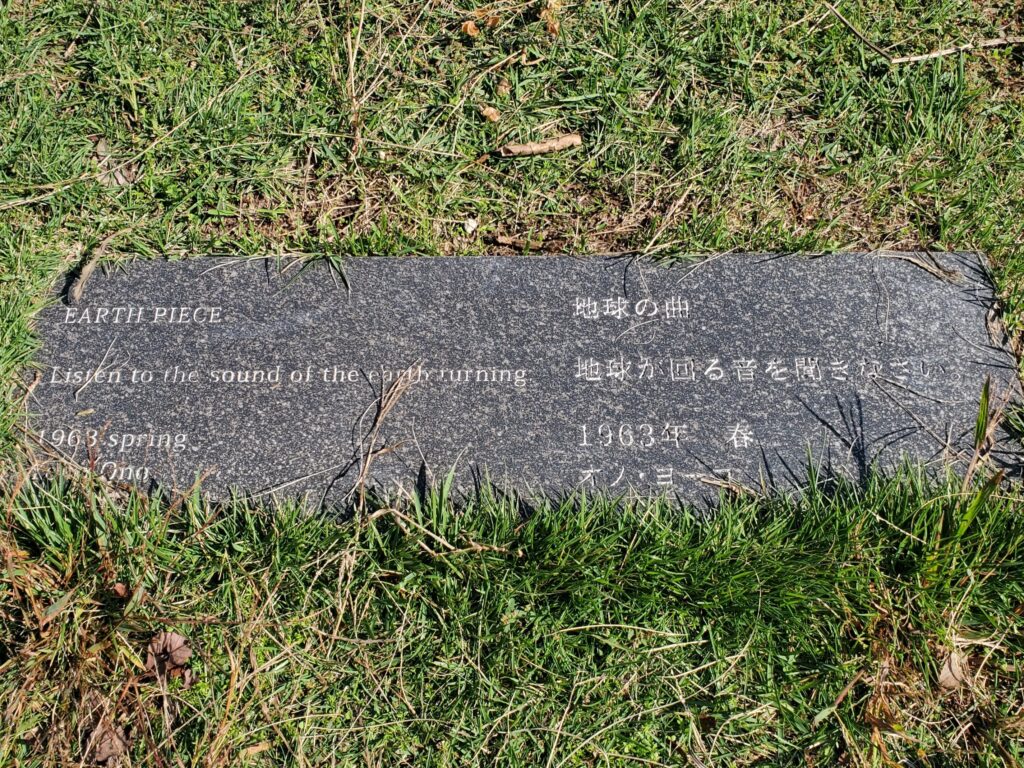 EARTH PIECE
Listen to the sound of the earth turning
1963 spring
Ono
地球の曲
地球が回る音を聞きなさい。
1963年 春
オノ・ヨーコ